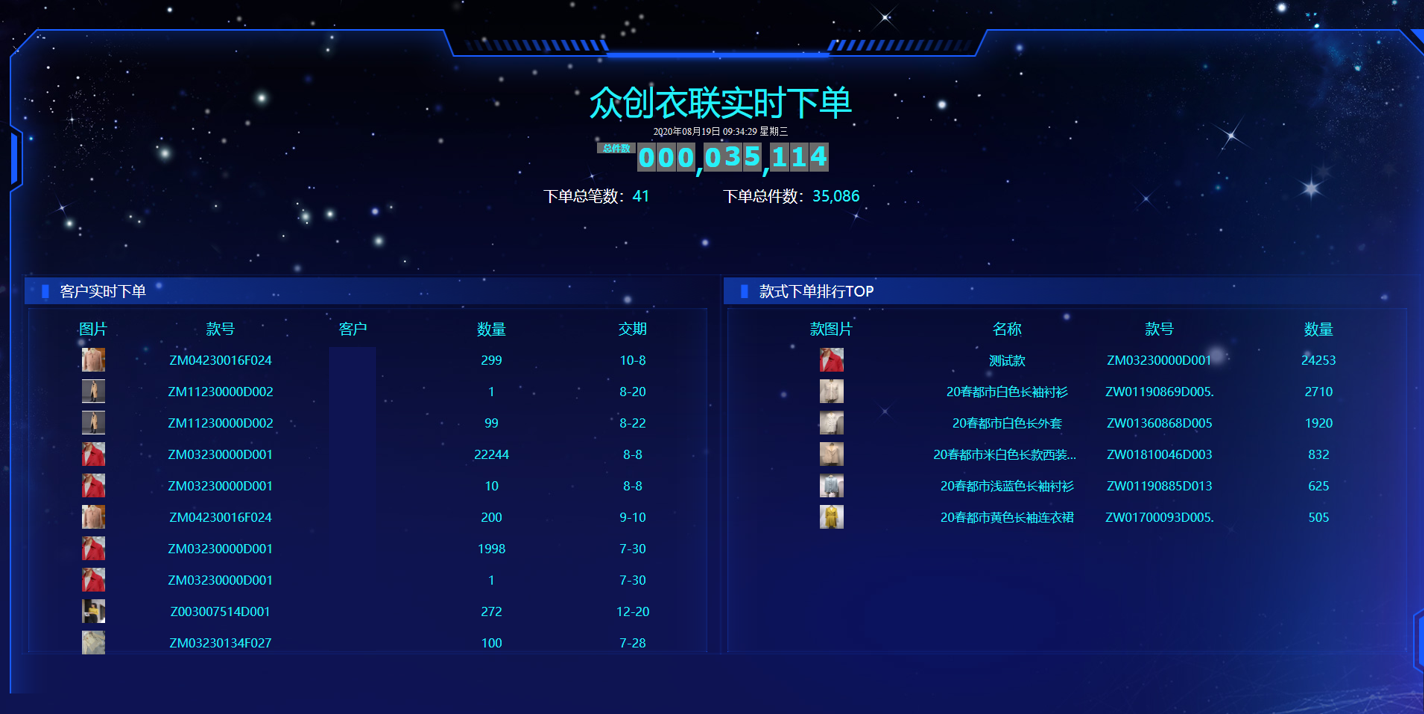 众创衣联实时下单
2020年08月19日 09:34:29 星期三
总件数 000,035,114
下单总笔数：41 下单总件数：35,086
客户实时下单
图片 款号 客户 数量 交期
ZM04230016F024 299 10-8
ZM11230000D002 1 8-20
ZM11230000D002 99 8-22
ZM03230000D001 22244 8-8
ZM03230000D001 10 8-8
ZM04230016F024 200 9-10
ZM03230000D001 1998 7-30
ZM03230000D001 1 7-30
Z003007514D001 272 12-20
ZM03230134F027 100 7-28
款式下单排行TOP
款图片 名称 款号 数量
测试款 ZM03230000D001 24253
20春都市白色长袖衬衫 ZW01190869D005. 2710
20春都市白色长外套 ZW01360868D005 1920
20春都市米白色长款西装... ZW01810046D003 832
20春都市浅蓝色长袖衬衫 ZW01190885D013 625
20春都市黄色长袖连衣裙 ZW01700093D005. 505